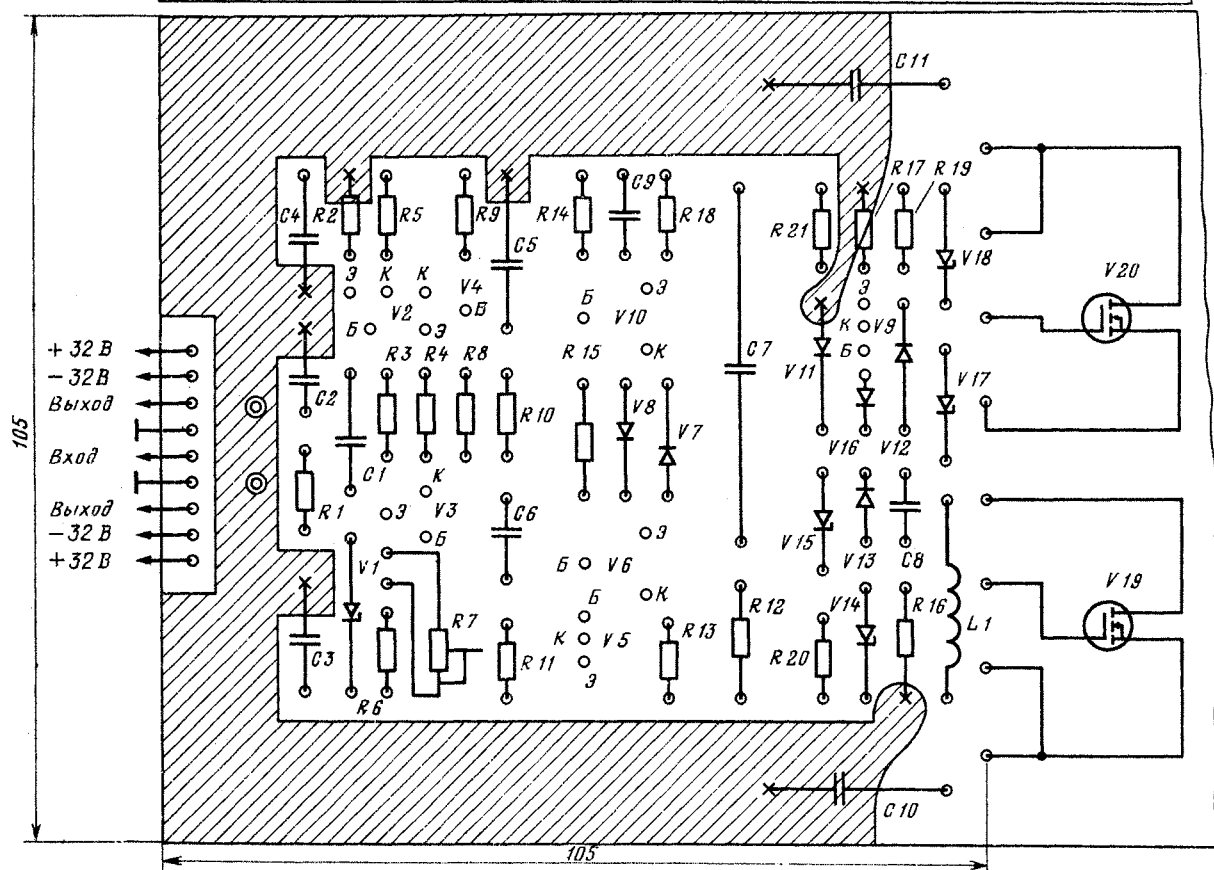 C11
R17
R19
C4
R2
R5
R9
C5
R14
C9
R18
R21
V18
Э
К
К
V4
Б
Э
Э
V20
Б
V2
Э
Б
V10
К
V9
Б
К
+32 В
-32 В
Выход
Вход
Выход
-32 В
+32 В
C2
R3
R4
R8
R10
R15
V8
V7
C7
V11
V17
C1
V16
V12
R1
К
Э
V3
Б
C6
Э
V15
V13
C8
V1
Б
V6
К
V19
R7
Б
К
V5
Э
R13
R12
V14
R16
L1
C3
R6
R11
R20
C10
105
105